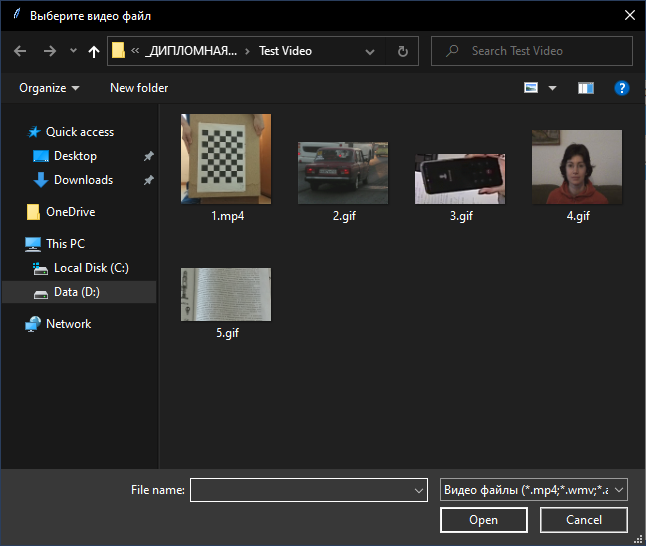 Выберите видео файл
«
_ДИПЛОМНАЯ...
Test Video
Search Test Video
Organize
New folder
Quick access
Desktop
Downloads
OneDrive
This PC
Local Disk (C:)
Data (D:)
Network
1.mp4
2.gif
3.gif
4.gif
5.gif
File name:
Видео файлы (*.mp4;*.wmv;*.a
Open
Cancel